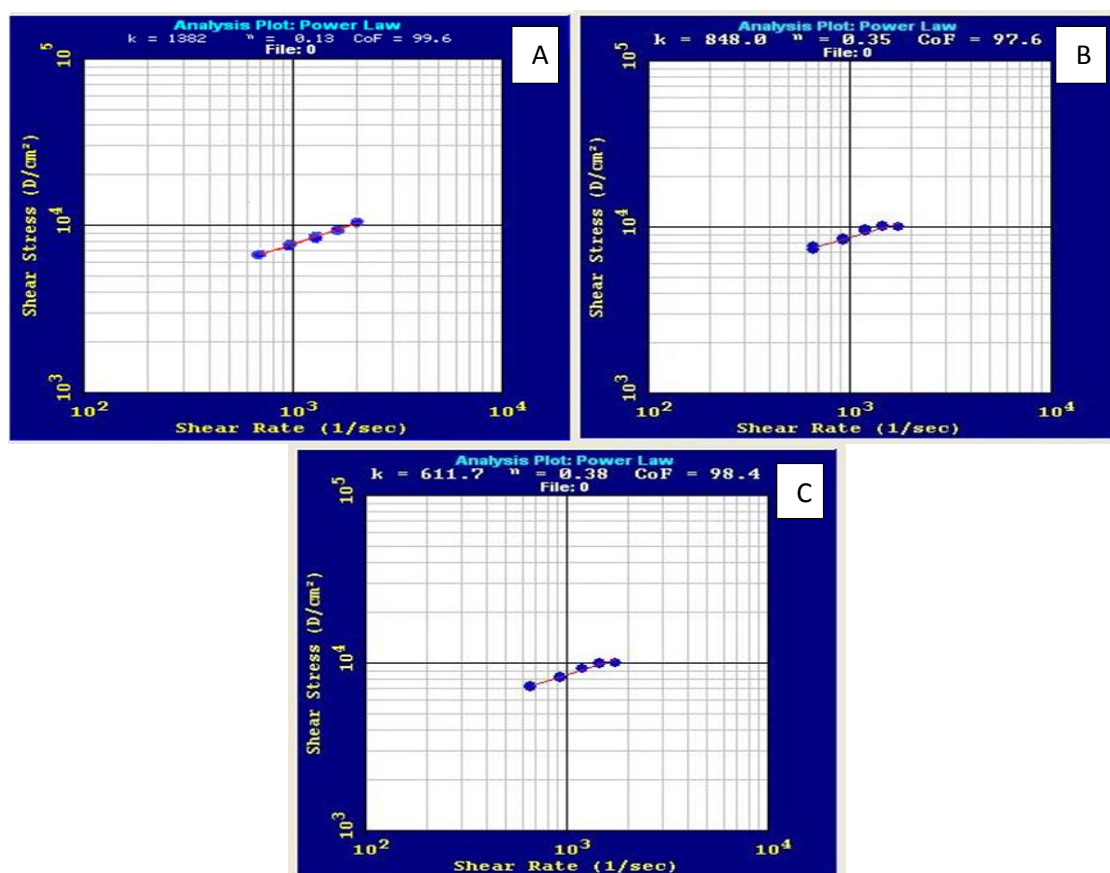 Analysis Plot: Power Law
k = 1382 n = 0.13 CoF = 99.6
File: 0
A
Shear Stress (D/cm²)
10⁵
10⁴
10³
10² 10³ 10⁴
Shear Rate (1/sec)
Analysis Plot: Power Law
k = 848.0 n = 0.35 CoF = 97.6
File: 0
B
Shear Stress (D/cm²)
10⁵
10⁴
10³
10² 10³ 10⁴
Shear Rate (1/sec)
Analysis Plot: Power Law
k = 611.7 n = 0.38 CoF = 98.4
File: 0
C
Shear Stress (D/cm²)
10⁵
10⁴
10³
10² 10³ 10⁴
Shear Rate (1/sec)